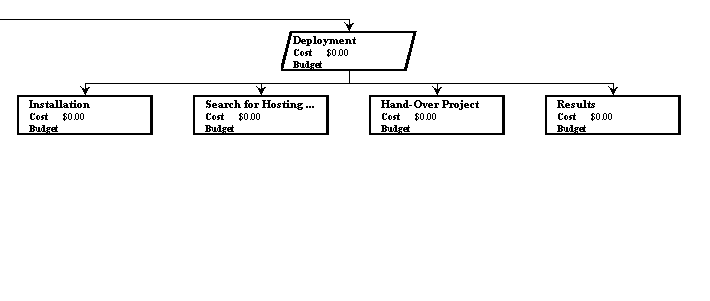 Deployment
Cost $0.00
Budget
Installation
Cost $0.00
Budget
Search for Hosting ...
Cost $0.00
Budget
Hand-Over Project
Cost $0.00
Budget
Results
Cost $0.00
Budget